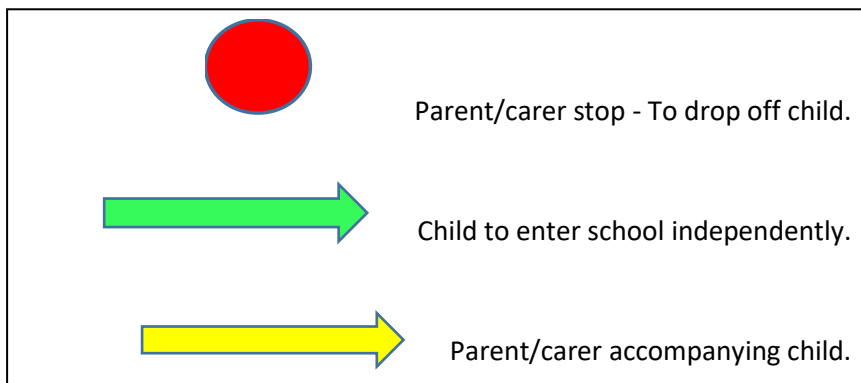 Parent/carer stop - To drop off child.
Child to enter school independently.
Parent/carer accompanying child.